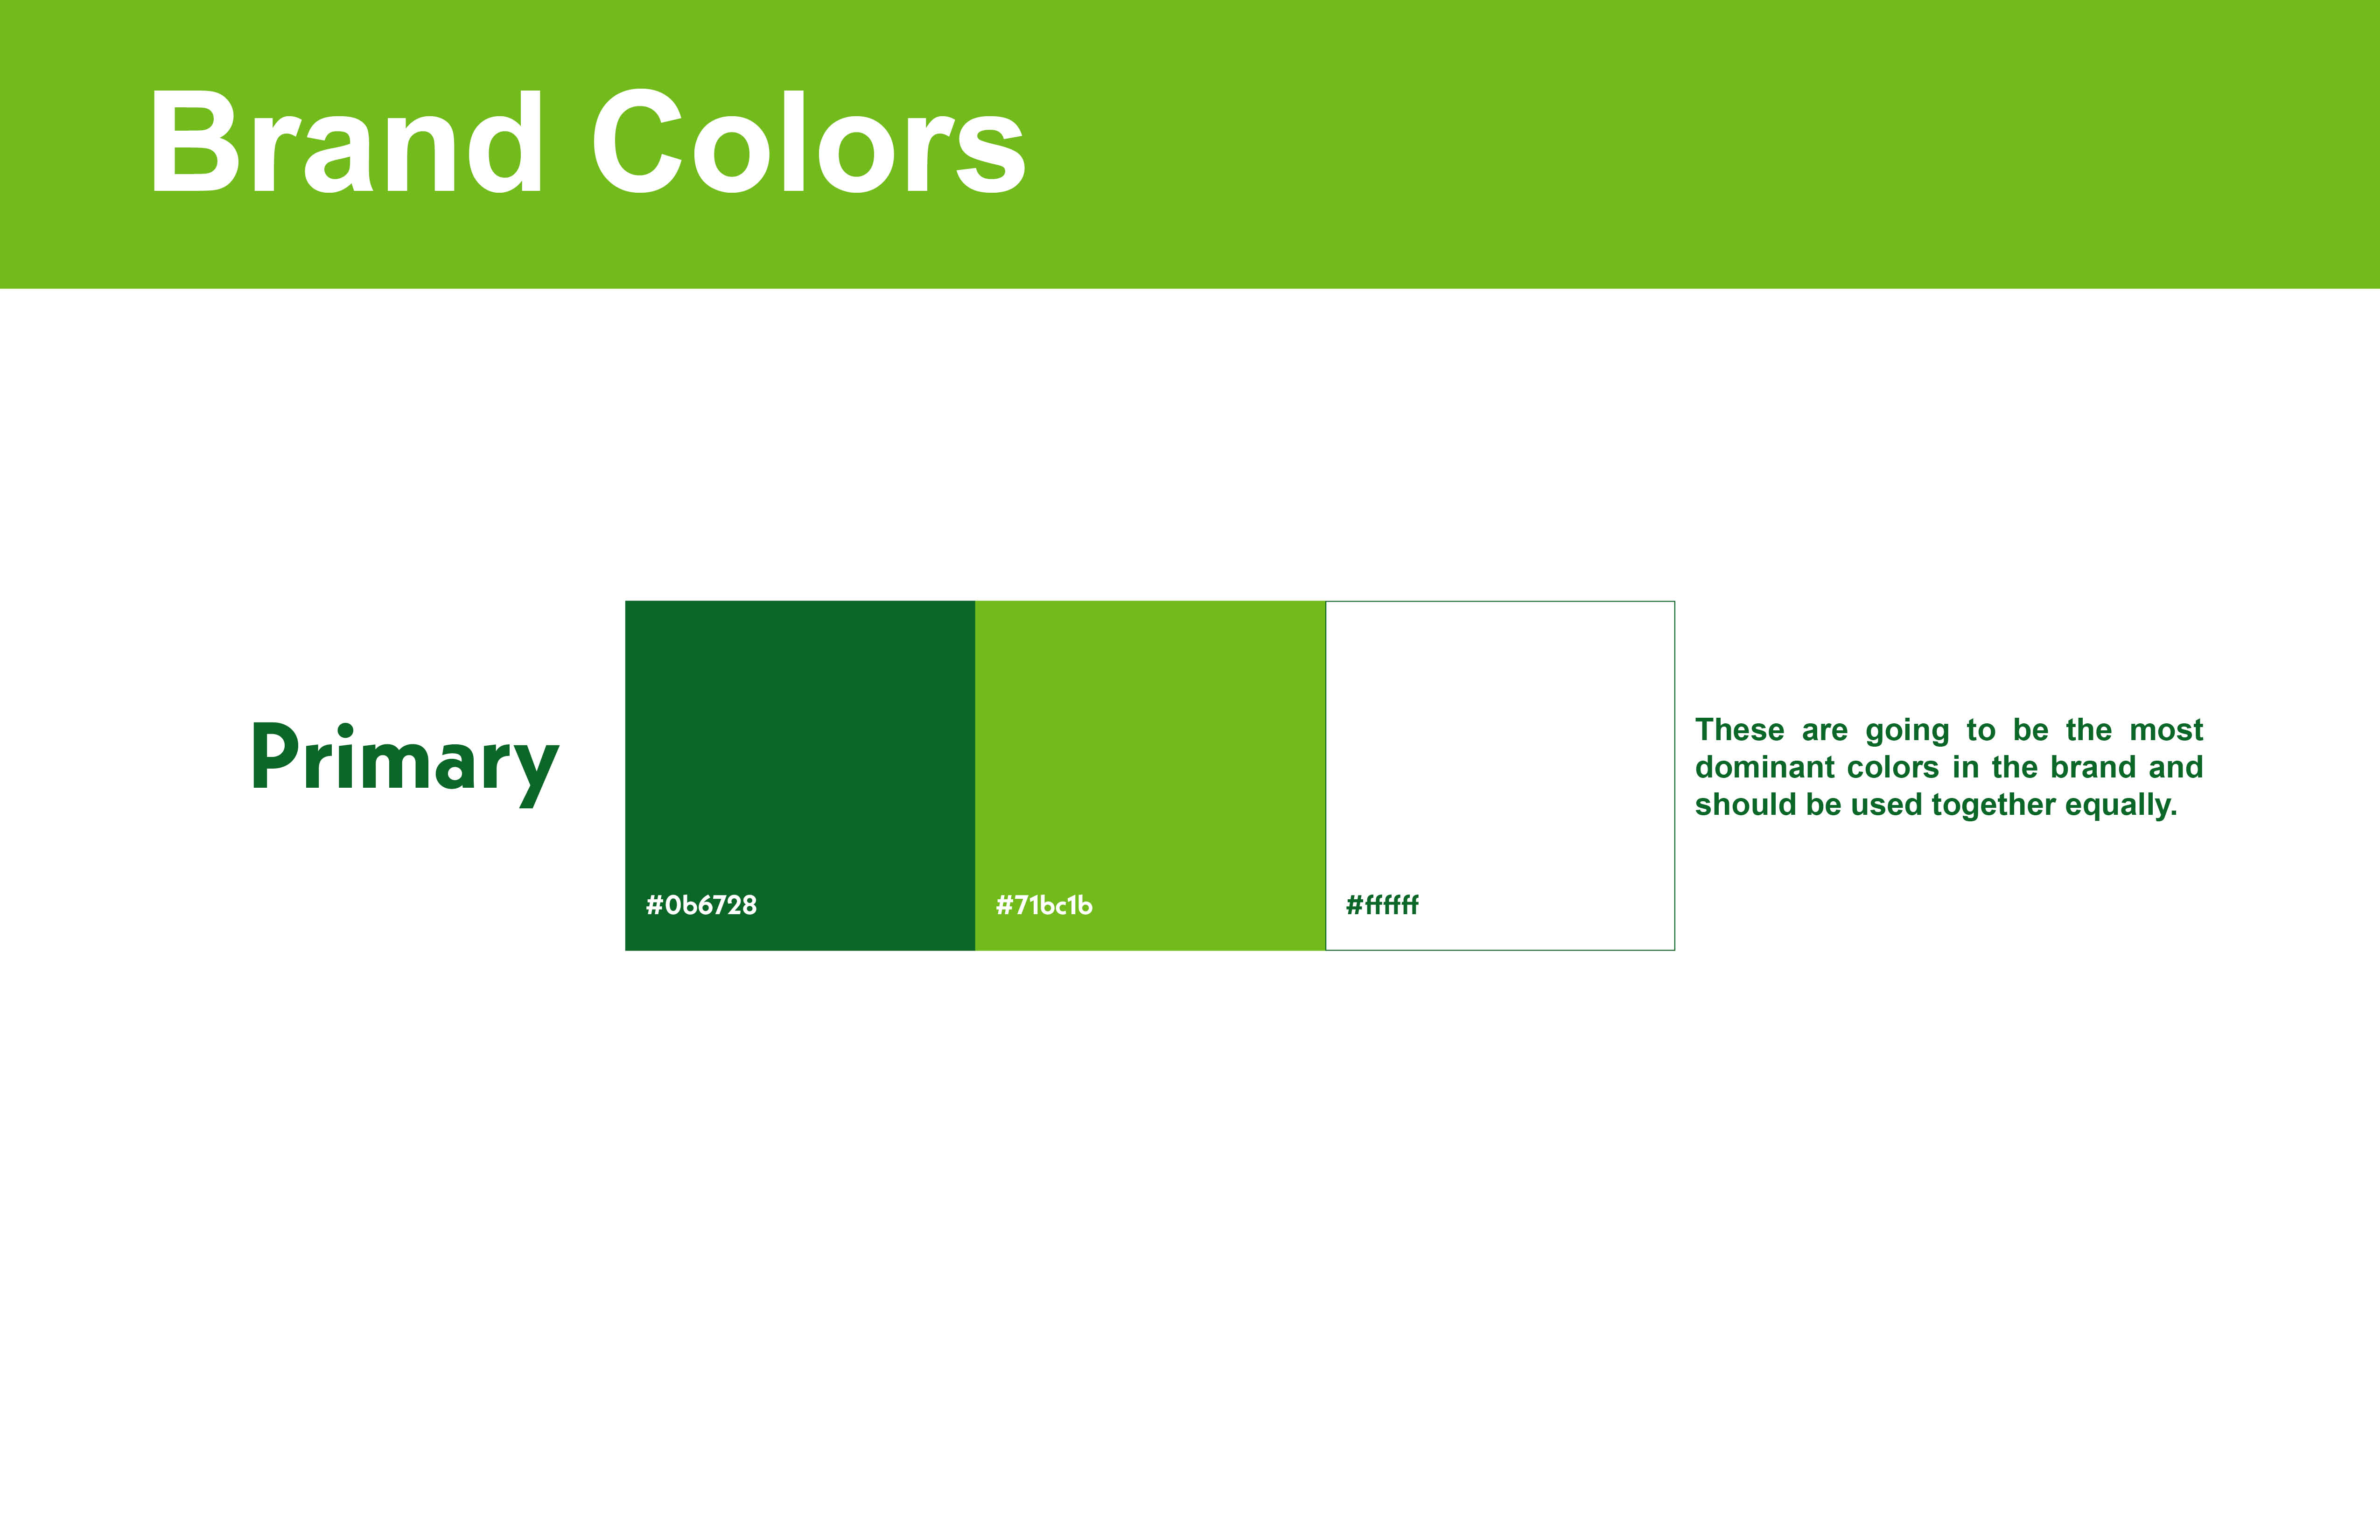 Brand Colors
Primary
#0b6728
#71bc1b
#ffffff
These are going to be the most
dominant colors in the brand and
should be used together equally.